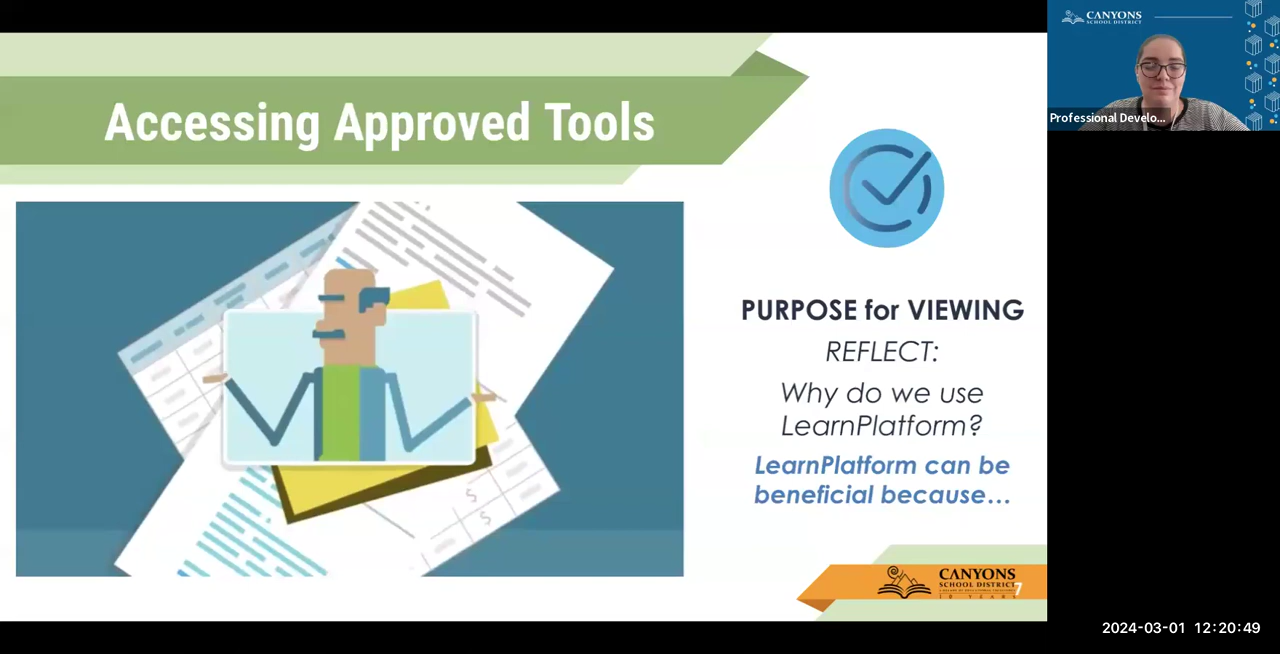 Accessing Approved Tools
PURPOSE for VIEWING
REFLECT:
Why do we use
LearnPlatform?
LearnPlatform can be
beneficial because…
$
$
CANYONS
SCHOOL DISTRICT
7
CANYONS
SCHOOL DISTRICT
Professional Develo...
2024-03-01 12:20:49